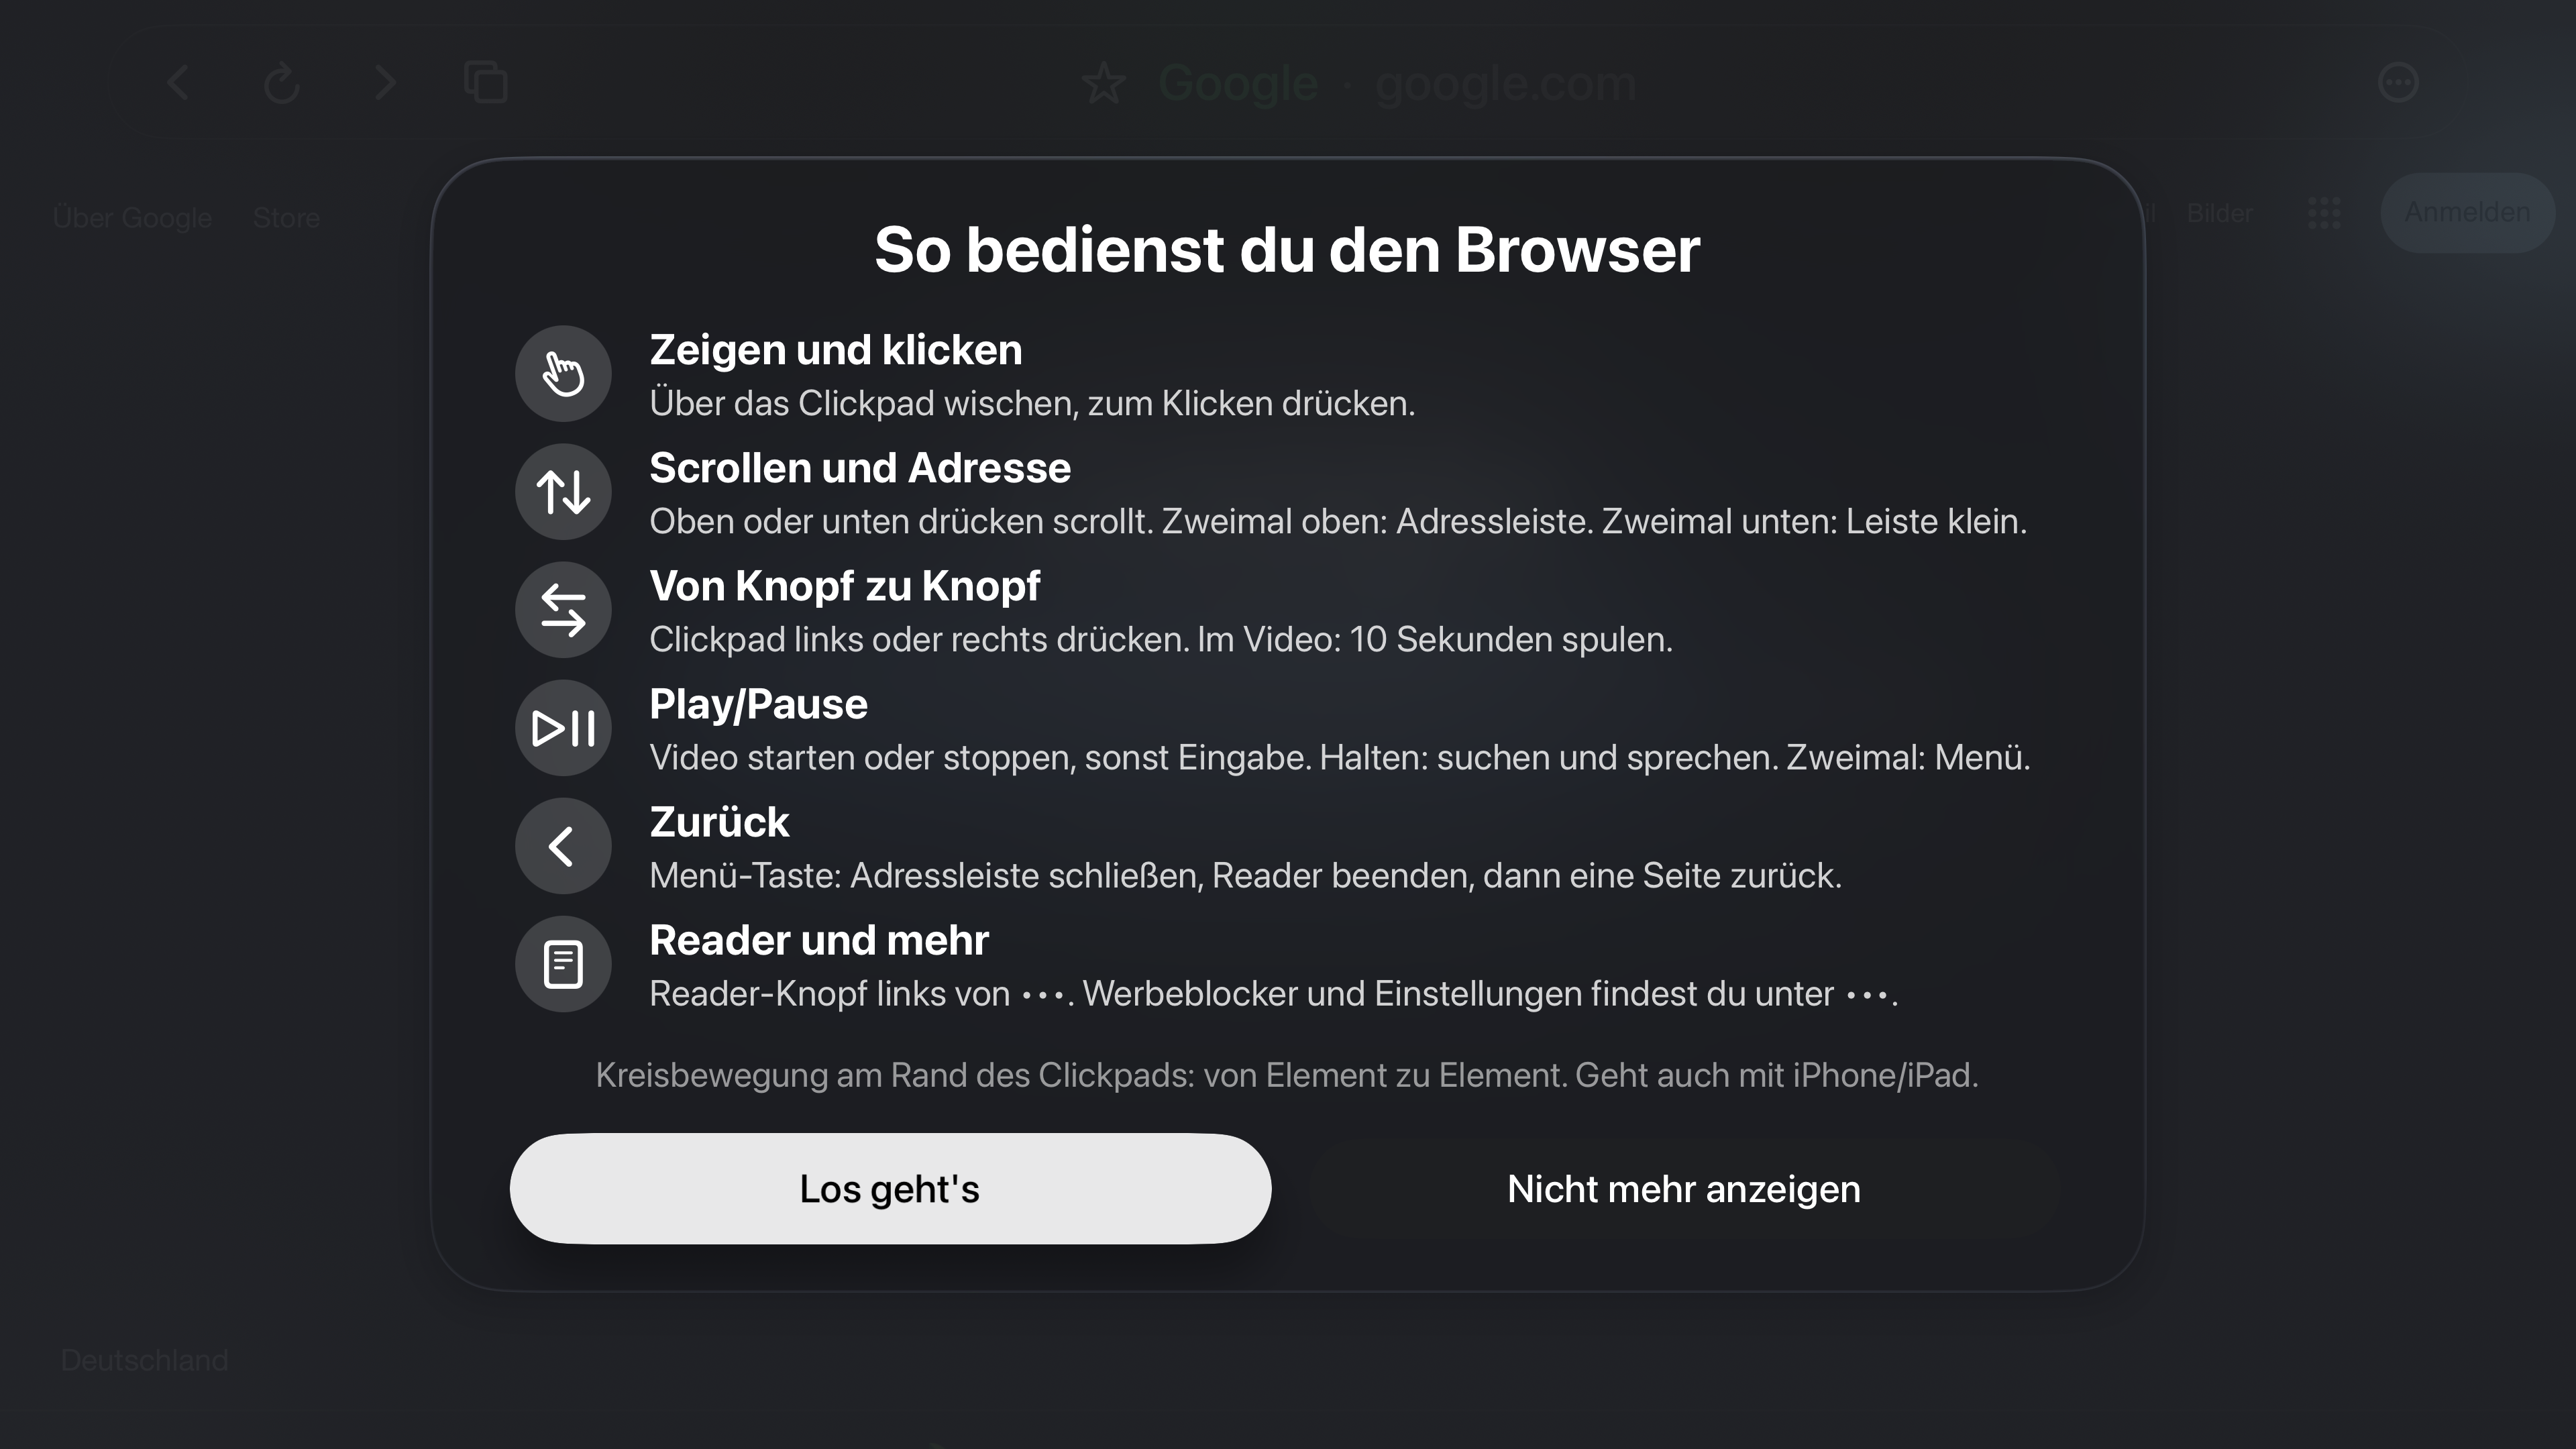 Google · google.com
Über Google Store
Bilder Anmelden
So bedienst du den Browser
Zeigen und klicken
Über das Clickpad wischen, zum Klicken drücken.
Scrollen und Adresse
Oben oder unten drücken scrollt. Zweimal oben: Adressleiste. Zweimal unten: Leiste klein.
Von Knopf zu Knopf
Clickpad links oder rechts drücken. Im Video: 10 Sekunden spulen.
Play/Pause
Video starten oder stoppen, sonst Eingabe. Halten: suchen und sprechen. Zweimal: Menü.
Zurück
Menü-Taste: Adressleiste schließen, Reader beenden, dann eine Seite zurück.
Reader und mehr
Reader-Knopf links von •••. Werbeblocker und Einstellungen findest du unter •••.
Kreisbewegung am Rand des Clickpads: von Element zu Element. Geht auch mit iPhone/iPad.
Los geht's
Nicht mehr anzeigen
Deutschland